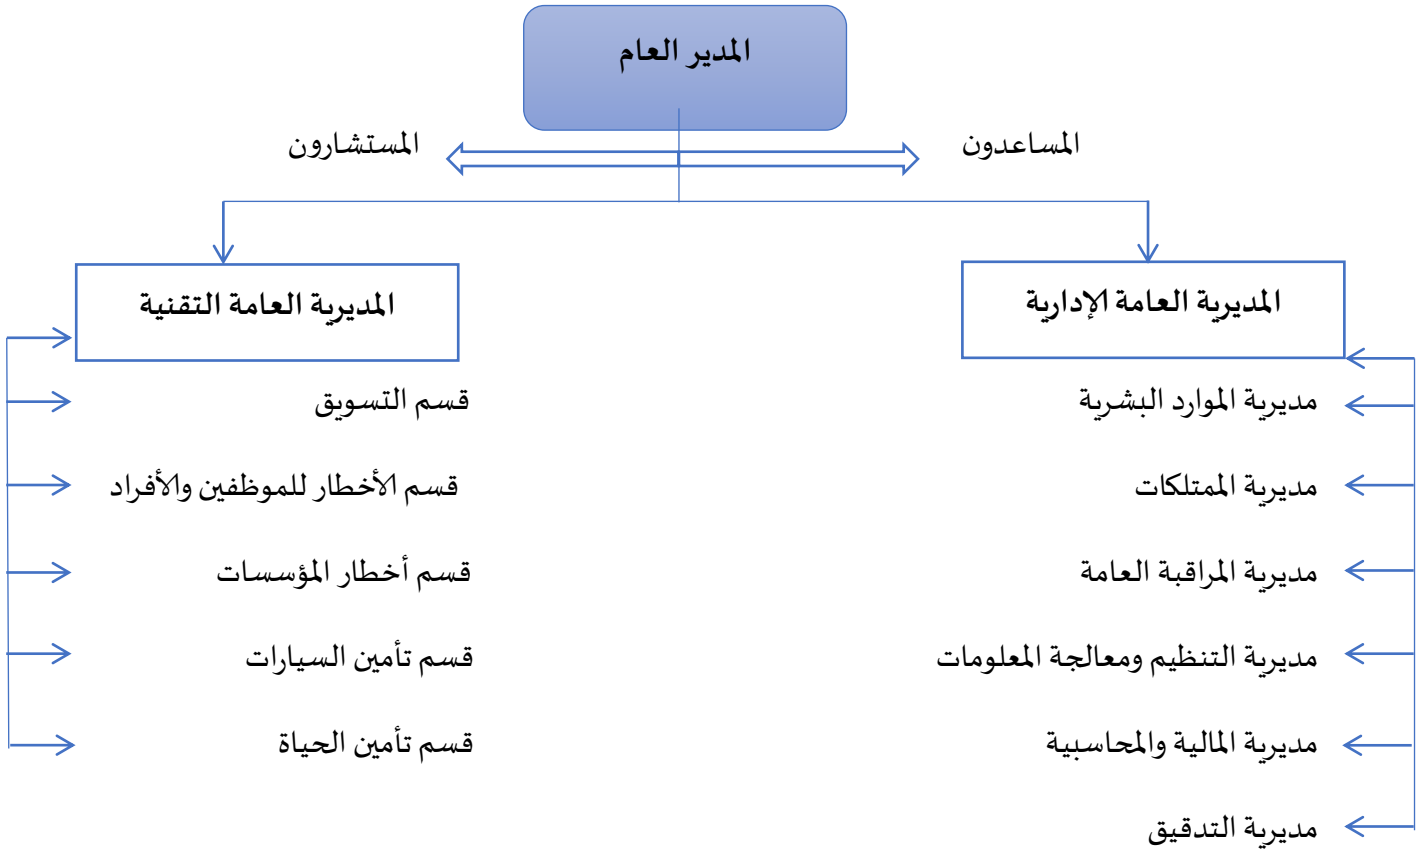 المدير العام
المساعدون
المستشارون
المديرية العامة الإدارية
المديرية العامة التقنية
مديرية الموارد البشرية
مديرية الممتلكات
مديرية المراقبة العامة
مديرية التنظيم ومعالجة المعلومات
مديرية المالية والمحاسبية
مديرية التدقيق
قسم التسويق
قسم الأخطار للموظفين والأفراد
قسم أخطار المؤسسات
قسم تأمين السيارات
قسم تأمين الحياة